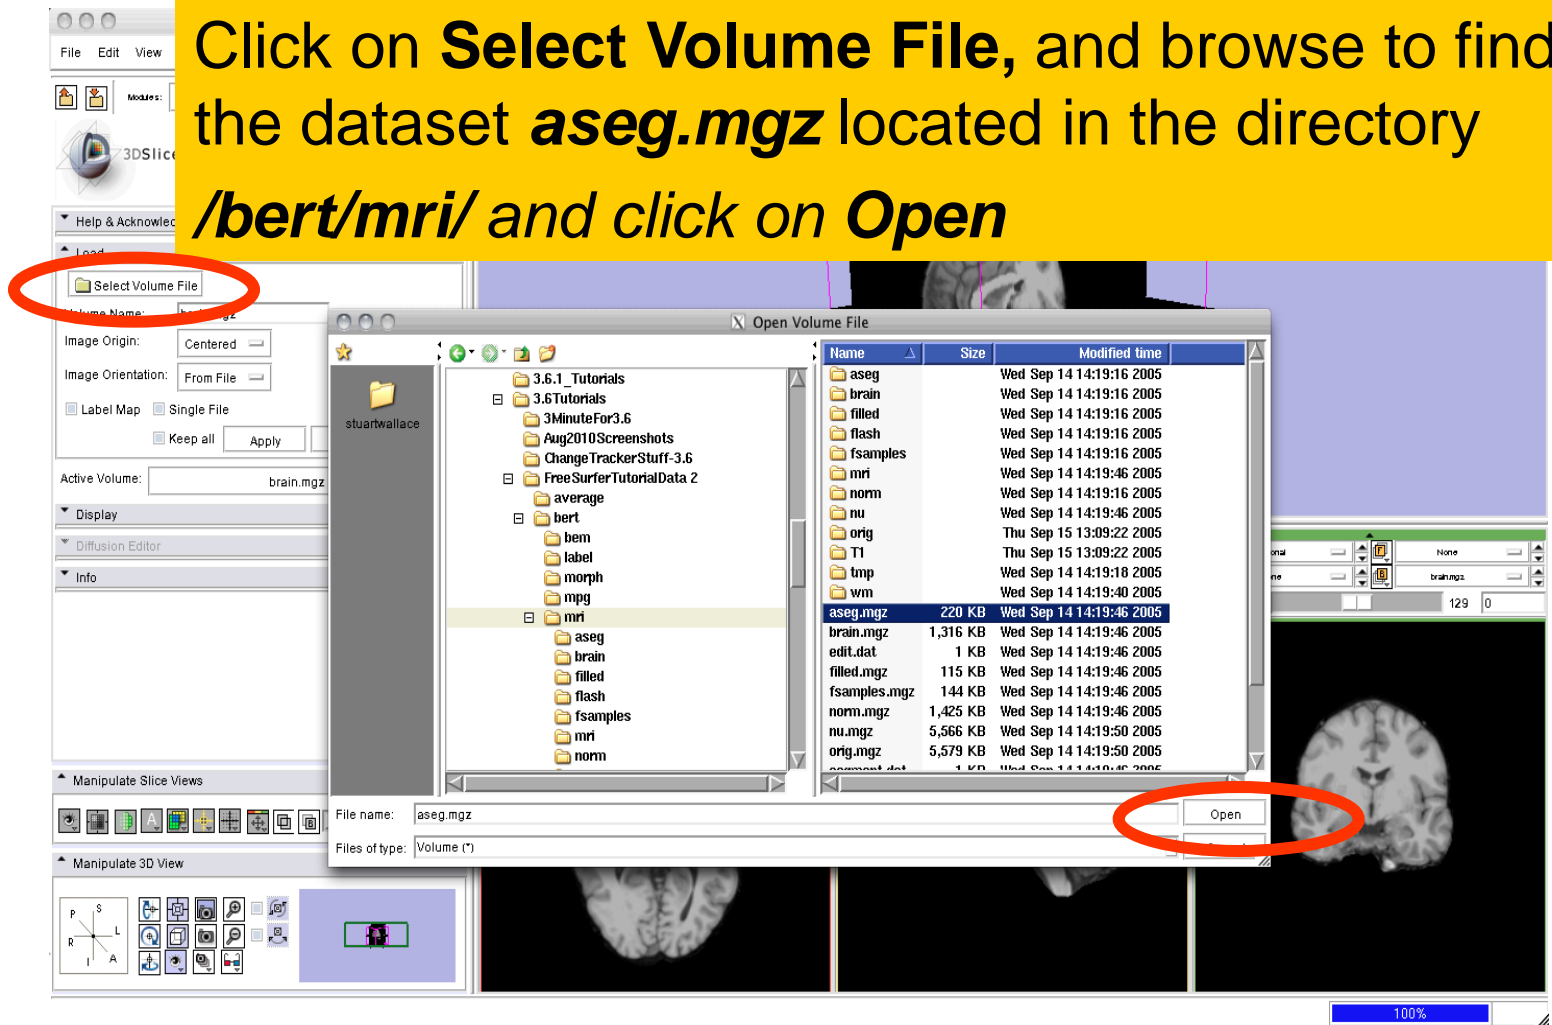 Click on Select Volume File, and browse to find
the dataset aseg.mgz located in the directory
/bert/mri/ and click on Open
File Edit View
Modules:
3DSlice
Help & Acknowled
Load
Select Volume File
Volume Name:
Image Origin: Centered
Image Orientation: From File
Label Map Single File
Keep all Apply
Active Volume: brain.mgz
Display
Diffusion Editor
Info
Manipulate Slice Views
Manipulate 3D View
P S
R L
I A
Open Volume File
stuartwallace
3.6.1_Tutorials
3.6Tutorials
3MinuteFor3.6
Aug2010Screenshots
ChangeTrackerStuff-3.6
FreeSurferTutorialData 2
average
bert
bem
label
morph
mpg
mri
aseg
brain
filled
flash
fsamples
mri
norm
Name Size Modified time
aseg Wed Sep 14 14:19:16 2005
brain Wed Sep 14 14:19:16 2005
filled Wed Sep 14 14:19:16 2005
flash Wed Sep 14 14:19:16 2005
fsamples Wed Sep 14 14:19:16 2005
mri Wed Sep 14 14:19:46 2005
norm Wed Sep 14 14:19:16 2005
nu Wed Sep 14 14:19:46 2005
orig Thu Sep 15 13:09:22 2005
T1 Thu Sep 15 13:09:22 2005
tmp Wed Sep 14 14:19:18 2005
wm Wed Sep 14 14:19:40 2005
aseg.mgz 220 KB Wed Sep 14 14:19:46 2005
brain.mgz 1,316 KB Wed Sep 14 14:19:46 2005
edit.dat 1 KB Wed Sep 14 14:19:46 2005
filled.mgz 115 KB Wed Sep 14 14:19:46 2005
fsamples.mgz 144 KB Wed Sep 14 14:19:46 2005
norm.mgz 1,425 KB Wed Sep 14 14:19:46 2005
nu.mgz 5,566 KB Wed Sep 14 14:19:50 2005
orig.mgz 5,579 KB Wed Sep 14 14:19:50 2005
File name: aseg.mgz Open
Files of type: Volume (*)
onal F None
ne B brain.mgz
129 0
100%